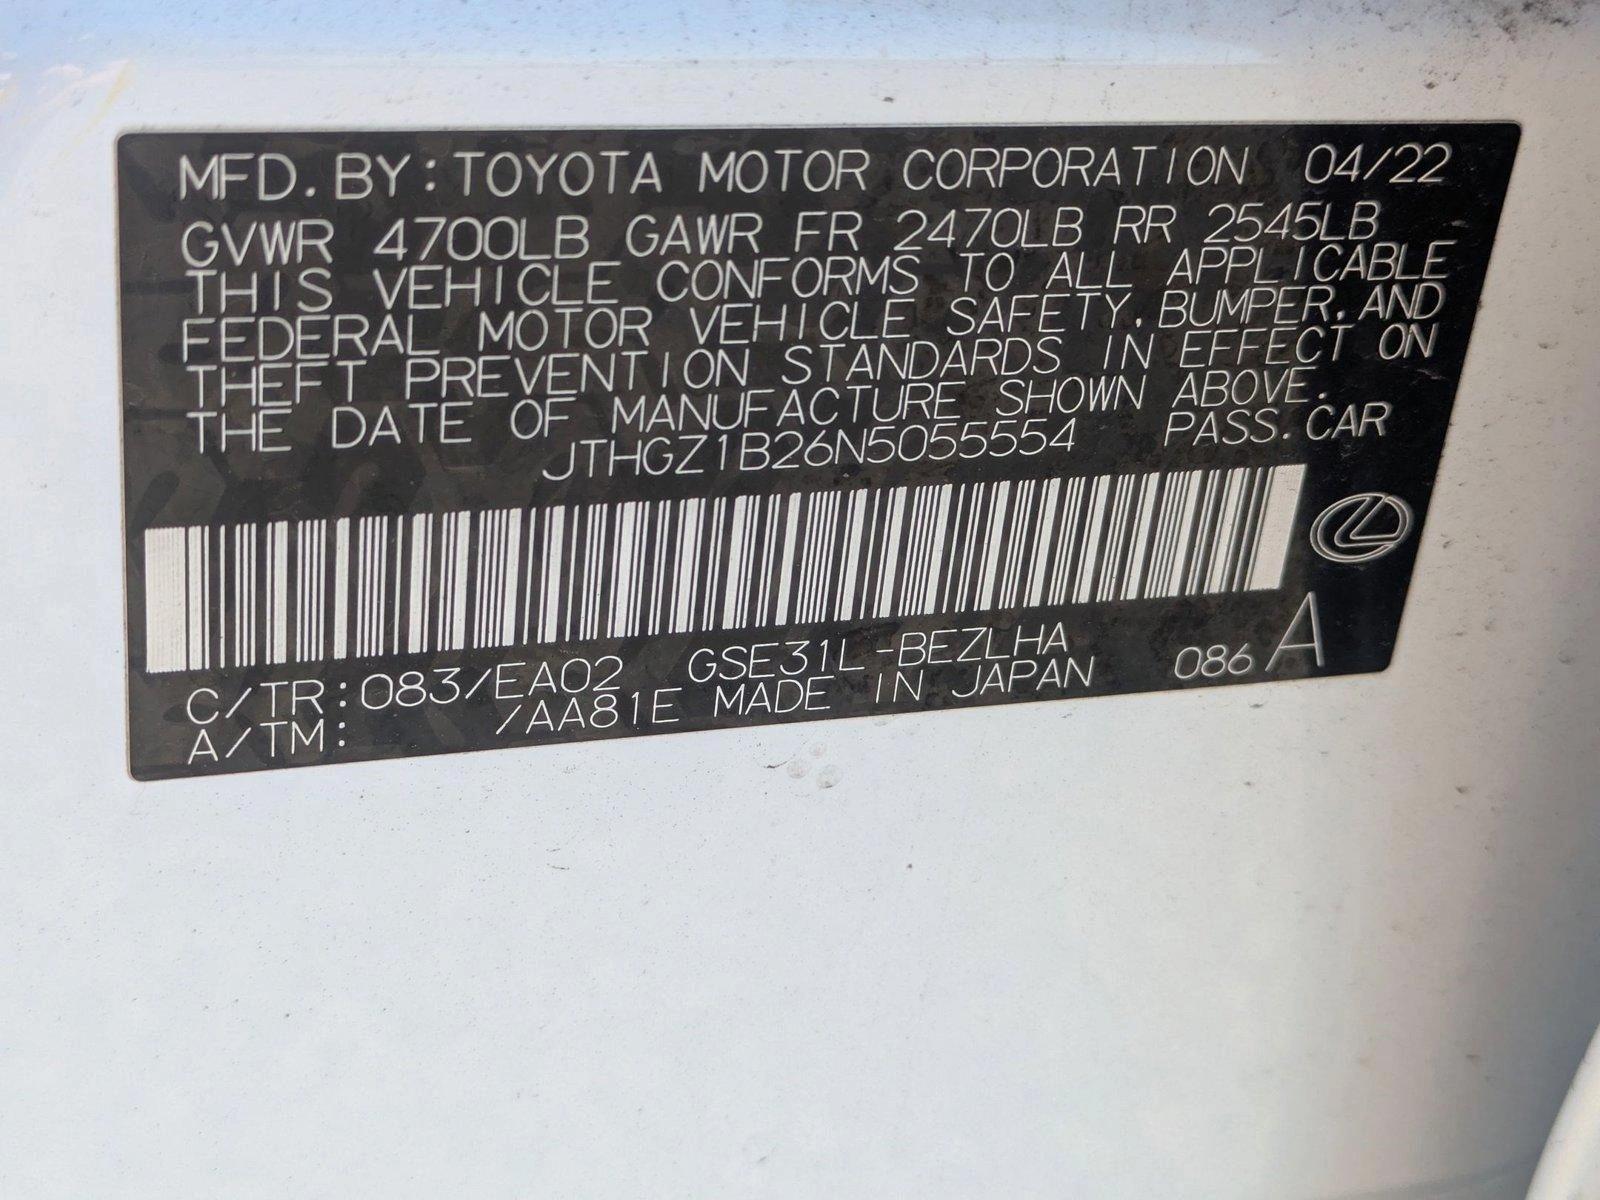 MFD. BY: TOYOTA MOTOR CORPORATION 04/22
GVWR 4700LB GAWR FR 2470LB RR 2545LB
THIS VEHICLE CONFORMS TO ALL APPLICABLE
FEDERAL MOTOR VEHICLE SAFETY, BUMPER, AND
THEFT PREVENTION STANDARDS IN EFFECT ON
THE DATE OF MANUFACTURE SHOWN ABOVE.
JTHGZ1B26N5055554 PASS. CAR
C/TR: 083/EA02 GSE31L-BEZLHA 086 A
A/TM: /AA81E MADE IN JAPAN